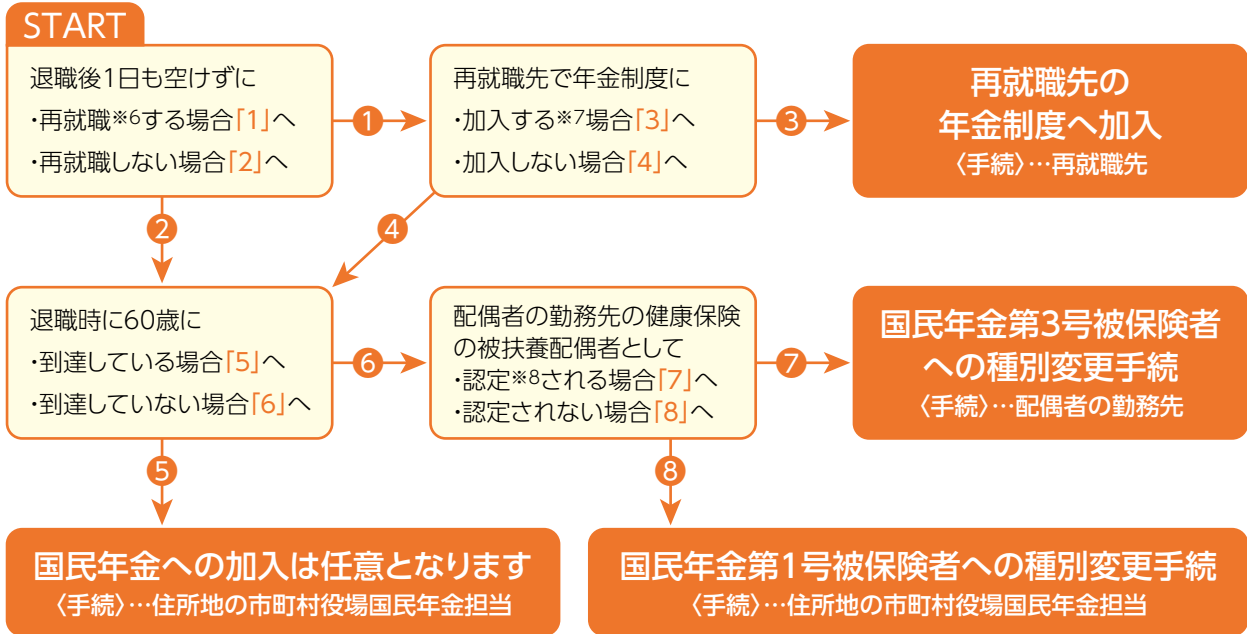 START
退職後1日も空けずに
・再就職※6する場合「1」へ
・再就職しない場合「2」へ
1
再就職先で年金制度に
・加入する※7場合「3」へ
・加入しない場合「4」へ
3
再就職先の
年金制度へ加入
〈手続〉…再就職先
2
4
退職時に60歳に
・到達している場合「5」へ
・到達していない場合「6」へ
6
配偶者の勤務先の健康保険
の被扶養配偶者として
・認定※8される場合「7」へ
・認定されない場合「8」へ
7
国民年金第3号被保険者
への種別変更手続
〈手続〉…配偶者の勤務先
5
8
国民年金への加入は任意となります
〈手続〉…住所地の市町村役場国民年金担当
国民年金第1号被保険者への種別変更手続
〈手続〉…住所地の市町村役場国民年金担当